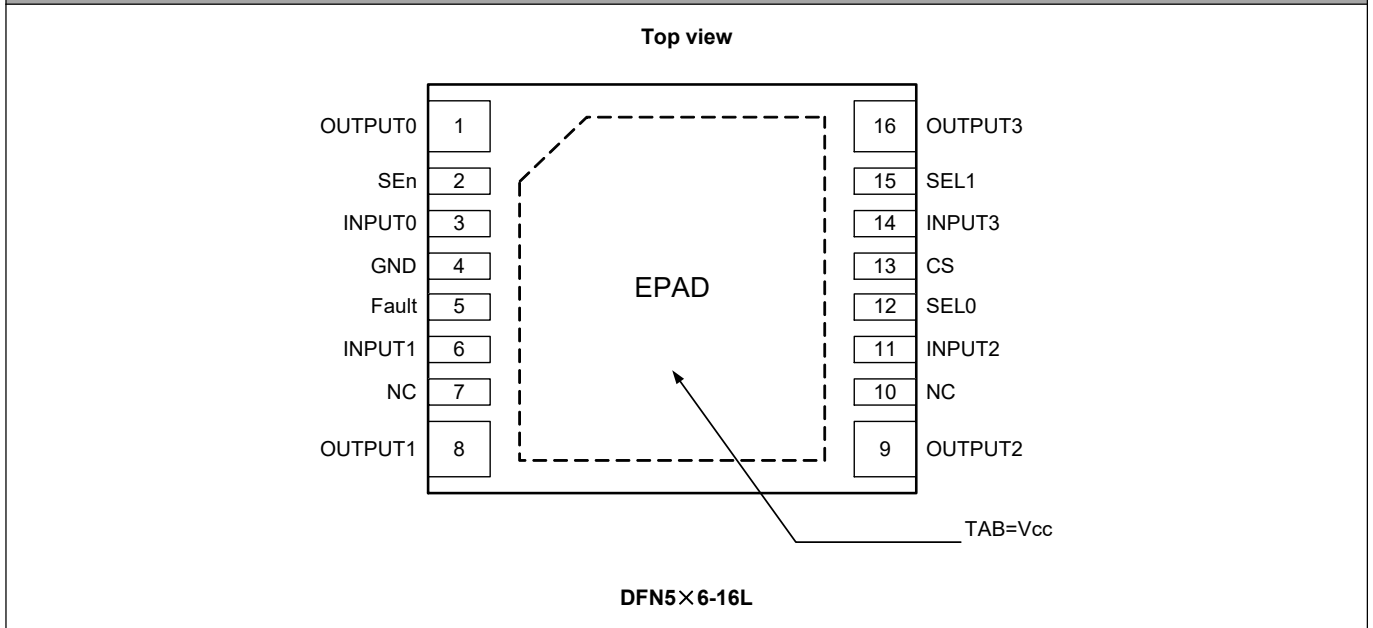 Top view
OUTPUT0 1 16 OUTPUT3
SEn 2 15 SEL1
INPUT0 3 14 INPUT3
GND 4 13 CS
EPAD
Fault 5 12 SEL0
INPUT1 6 11 INPUT2
NC 7 10 NC
OUTPUT1 8 9 OUTPUT2
TAB=Vcc
DFN5×6-16L